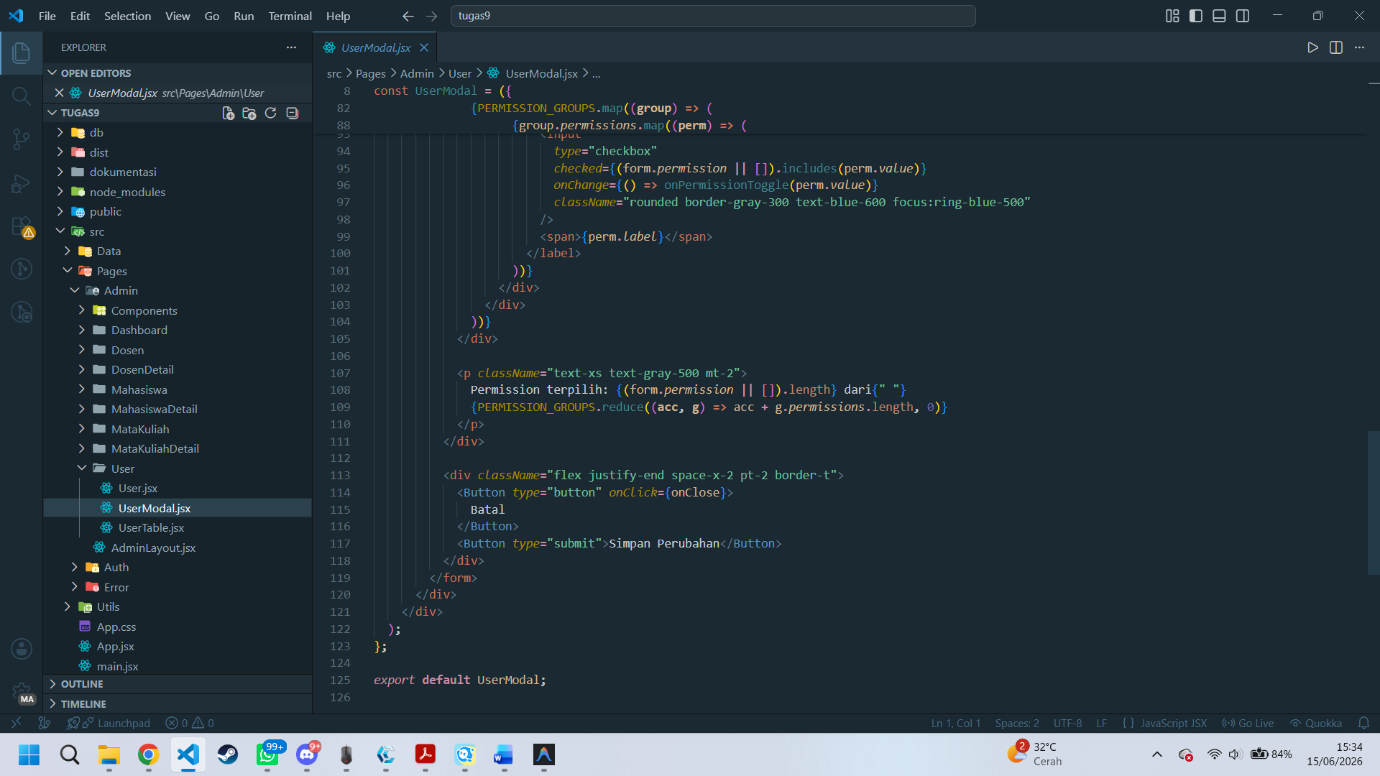 File Edit Selection View Go Run Terminal Help
tugas9
EXPLORER
OPEN EDITORS
UserModal.jsx src\Pages\Admin\User
TUGAS9
db
dist
dokumentasi
node_modules
public
src
Data
Pages
Admin
Components
Dashboard
Dosen
DosenDetail
Mahasiswa
MahasiswaDetail
MataKuliah
MataKuliahDetail
User
User.jsx
UserModal.jsx
UserTable.jsx
AdminLayout.jsx
Auth
Error
Utils
App.css
App.jsx
main.jsx
OUTLINE
TIMELINE
MA
UserModal.jsx
src > Pages > Admin > User > UserModal.jsx > ...
8 const UserModal = ({
82 {PERMISSION_GROUPS.map((group) => (
88 {group.permissions.map((perm) => (
93 <input
94 type="checkbox"
95 checked={(form.permission || []).includes(perm.value)}
96 onChange={() => onPermissionToggle(perm.value)}
97 className="rounded border-gray-300 text-blue-600 focus:ring-blue-500"
98 />
99 <span>{perm.label}</span>
100 </label>
101 ))}
102 </div>
103 </div>
104 ))}
105 </div>
106
107 <p className="text-xs text-gray-500 mt-2">
108 Permission terpilih: {(form.permission || []).length} dari{" "}
109 {PERMISSION_GROUPS.reduce((acc, g) => acc + g.permissions.length, 0)}
110 </p>
111 </div>
112
113 <div className="flex justify-end space-x-2 pt-2 border-t">
114 <Button type="button" onClick={onClose}>
115 Batal
116 </Button>
117 <Button type="submit">Simpan Perubahan</Button>
118 </div>
119 </form>
120 </div>
121 </div>
122 );
123 };
124
125 export default UserModal;
126
Launchpad 0 0 Ln 1, Col 1 Spaces: 2 UTF-8 LF {} JavaScript JSX Go Live Quokka
99+
9+
2
32°C
Cerah
84%
15:34
15/06/2026